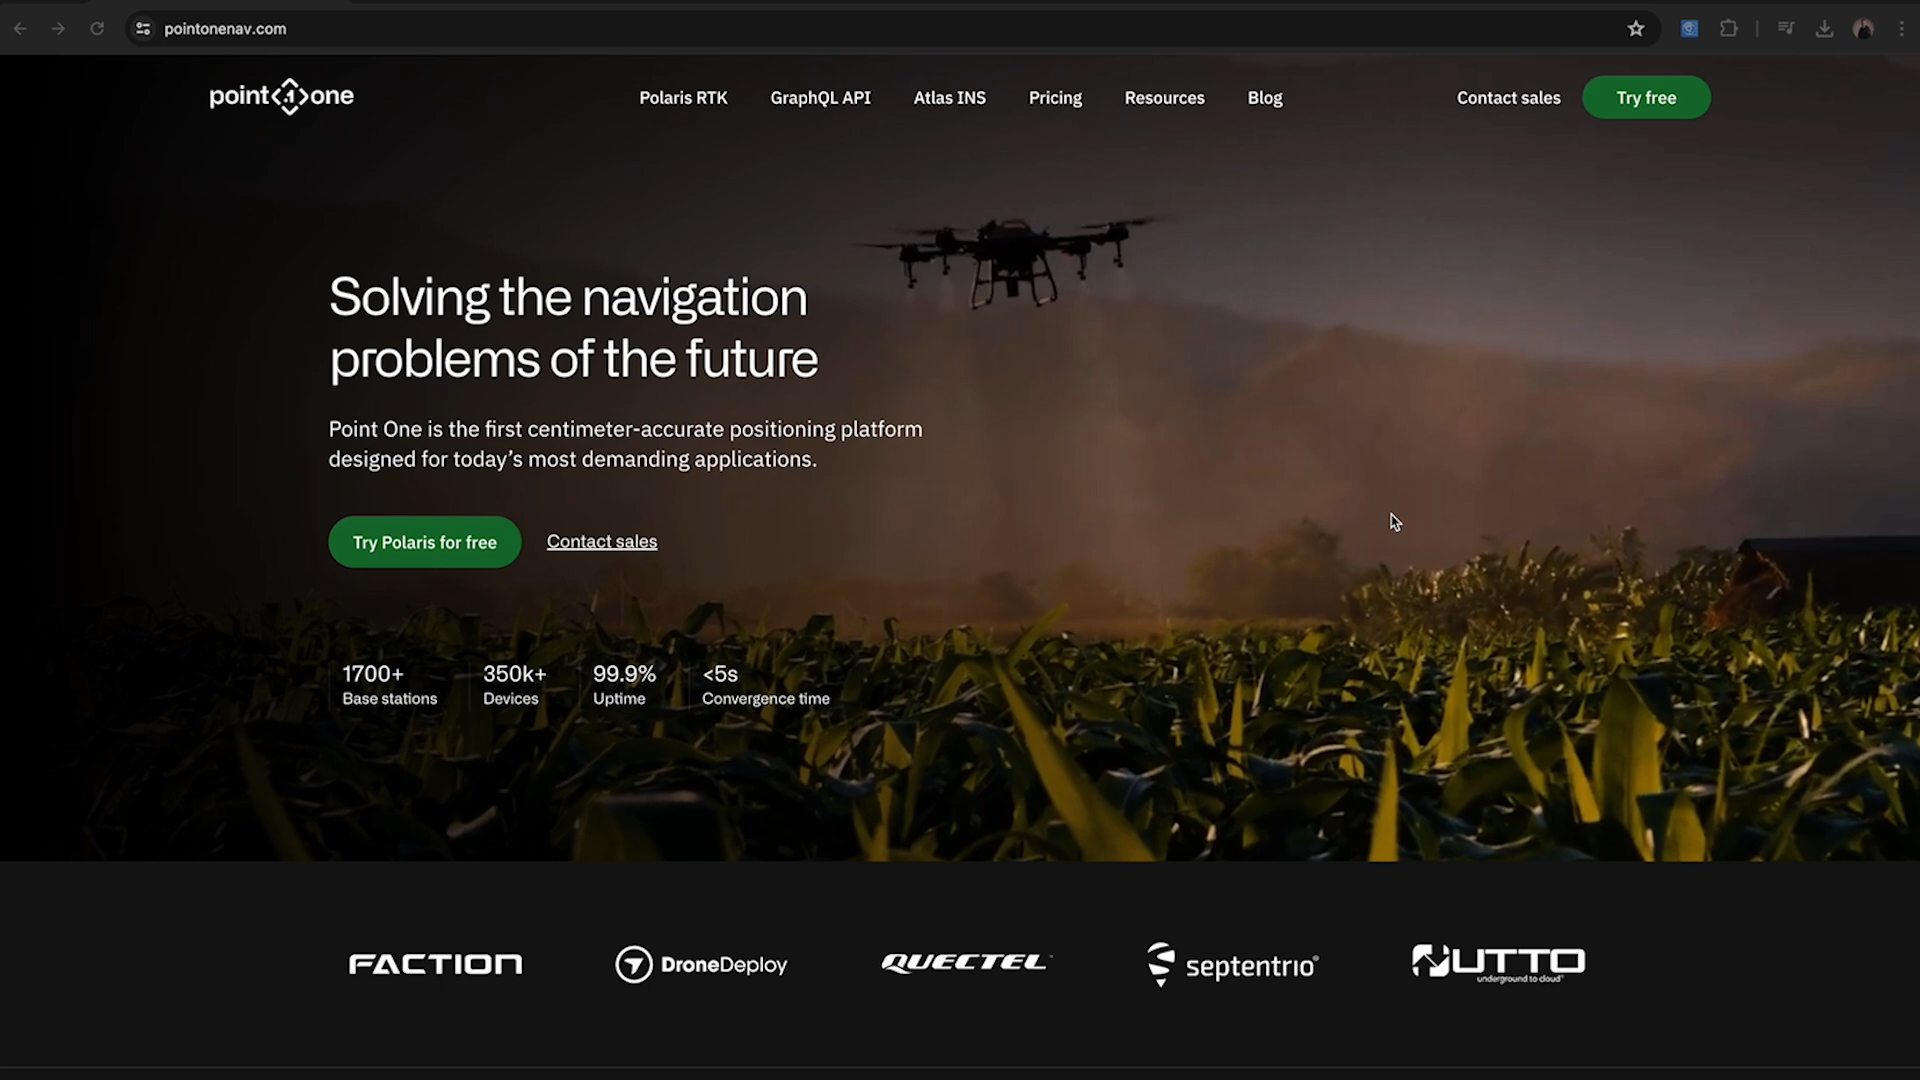 pointonenav.com
point 1 one
Polaris RTK
GraphQL API
Atlas INS
Pricing
Resources
Blog
Contact sales
Try free
Solving the navigation
problems of the future
Point One is the first centimeter-accurate positioning platform
designed for today’s most demanding applications.
Try Polaris for free
Contact sales
1700+
Base stations
350k+
Devices
99.9%
Uptime
<5s
Convergence time
FACTION
DroneDeploy
QUECTEL
septentrio®
UTTO
underground to cloud